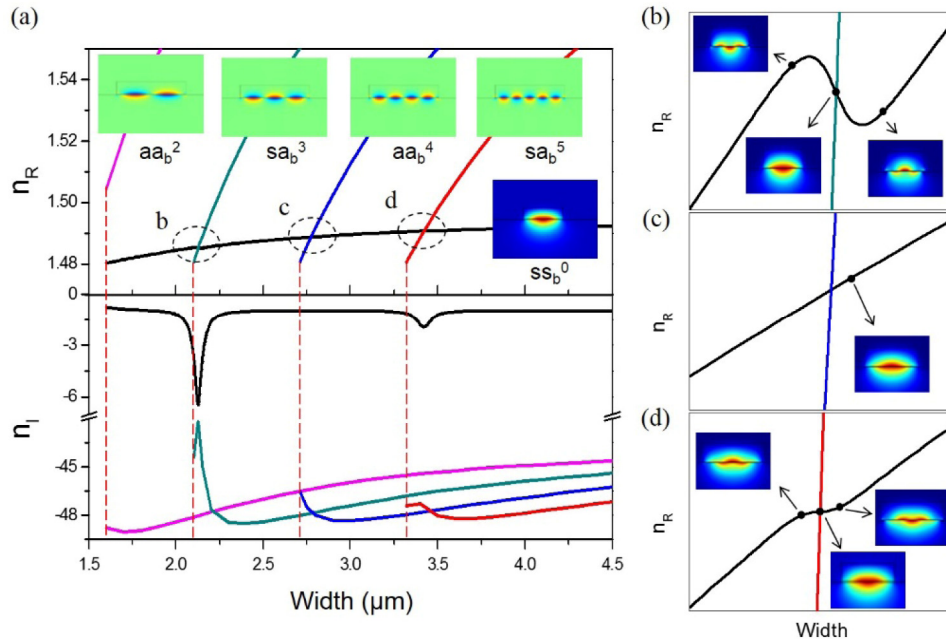 (a)
1.54
1.52
1.50
1.48
0
-3
-6
-45
-48
n_R
n_I
aa_b^2
sa_b^3
aa_b^4
sa_b^5
b
c
d
ss_b^0
1.5 2.0 2.5 3.0 3.5 4.0 4.5
Width (μm)
(b)
n_R
(c)
n_R
(d)
n_R
Width